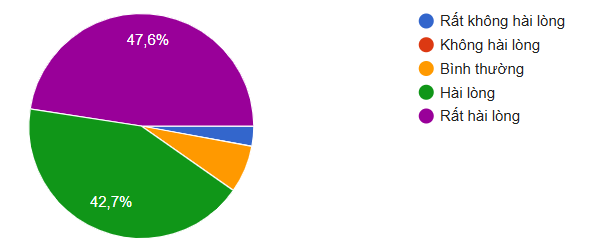 47,6%
42,7%
Rất không hài lòng
Không hài lòng
Bình thường
Hài lòng
Rất hài lòng